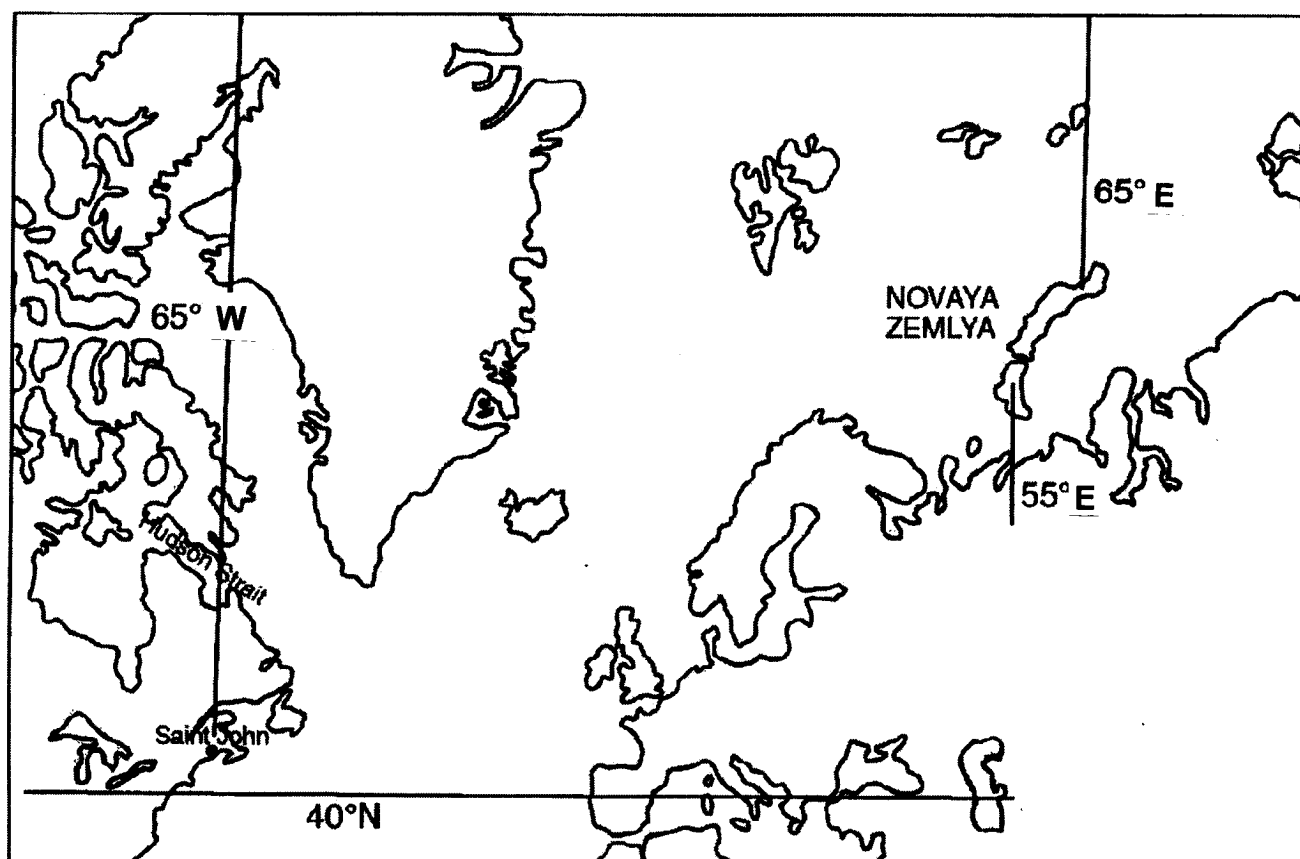 65° E
NOVAYA
ZEMLYA
65° W
55° E
Hudson Strait
Saint John
40°N